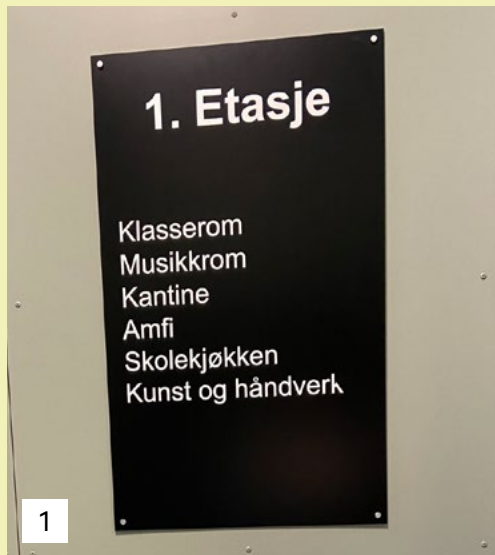 1. Etasje
Klasserom
Musikkrom
Kantine
Amfi
Skolekjøkken
Kunst og håndverk
1